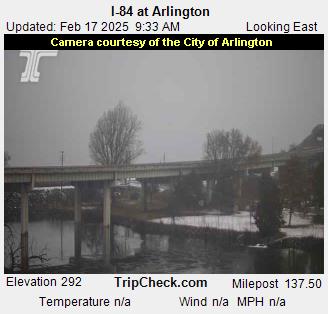 I-84 at Arlington
Updated: Feb 17 2025 9:33 AM Looking East
Camera courtesy of the City of Arlington
Elevation 292 TripCheck.com Milepost 137.50
Temperature n/a Wind n/a MPH n/a